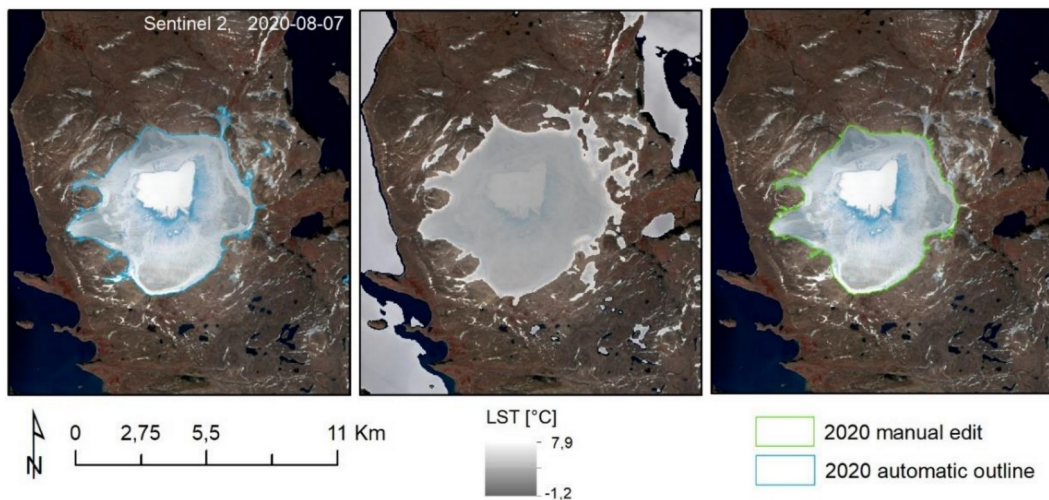 Sentinel 2, 2020-08-07
N
0 2,75 5,5 11 Km
LST [°C]
7,9
-1,2
2020 manual edit
2020 automatic outline